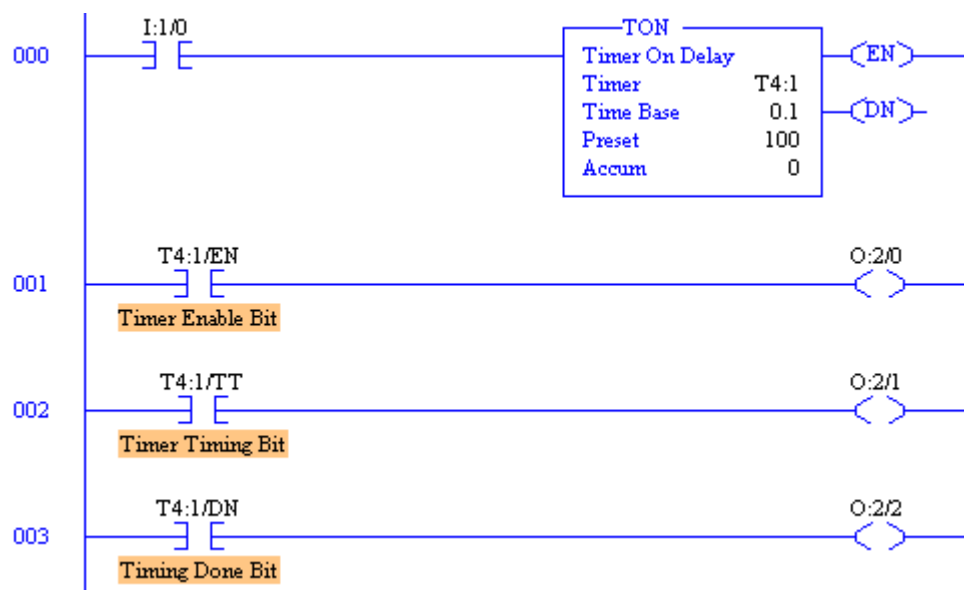 I:1/0
000
TON
Timer On Delay
EN
Timer T4:1
Time Base 0.1
DN
Preset 100
Accum 0
T4:1/EN O:2/0
001
Timer Enable Bit
T4:1/TT O:2/1
002
Timer Timing Bit
T4:1/DN O:2/2
003
Timing Done Bit